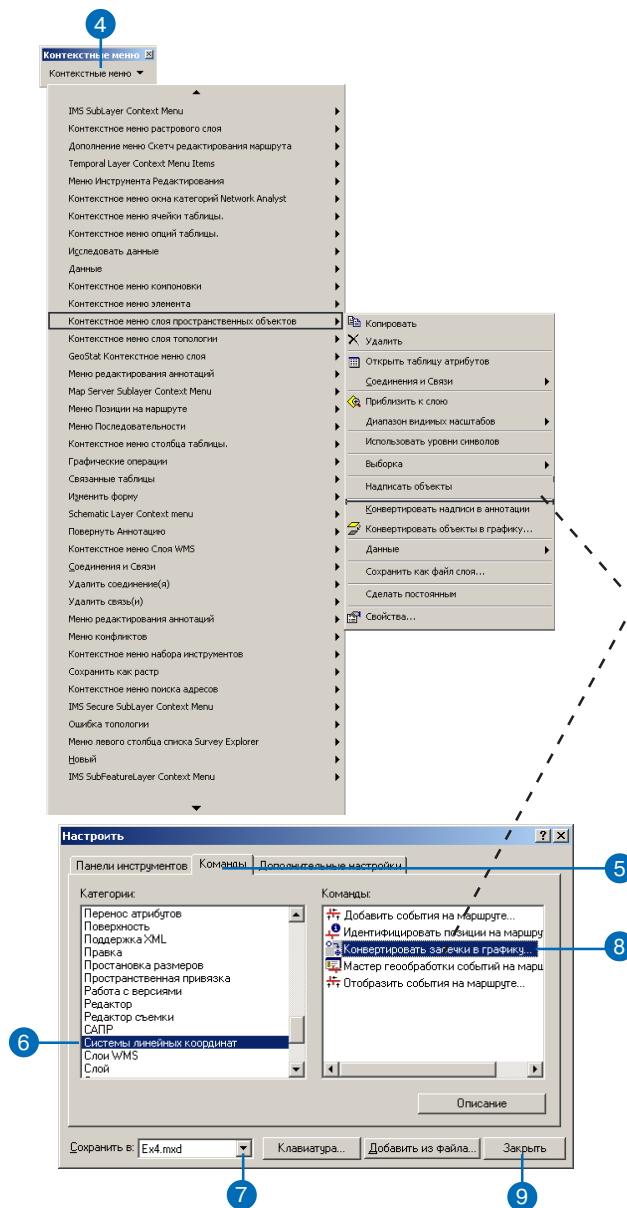 4
Контекстные меню
Контекстные меню
IMS SubLayer Context Menu
Контекстное меню растрового слоя
Дополнение меню Скетч редактирования маршрута
Temporal Layer Context Menu Items
Меню Инструмента Редактирования
Контекстное меню окна категорий Network Analyst
Контекстное меню ячейки таблицы.
Контекстное меню опций таблицы.
Исследовать данные
Данные
Контекстное меню компоновки
Контекстное меню элемента
Контекстное меню слоя пространственных объектов
Контекстное меню слоя топологии
GeoStat Контекстное меню слоя
Меню редактирования аннотаций
Map Server Sublayer Context Menu
Меню Позиции на маршруте
Меню Последовательности
Контекстное меню столбца таблицы.
Графические операции
Связанные таблицы
Изменить форму
Schematic Layer Context menu
Повернуть Аннотацию
Контекстное меню Слоя WMS
Соединения и Связи
Удалить соединение(я)
Удалить связь(и)
Меню редактирования аннотаций
Меню конфликтов
Контекстное меню набора инструментов
Сохранить как растр
Контекстное меню поиска адресов
IMS Secure SubLayer Context Menu
Ошибка топологии
Меню левого столбца списка Survey Explorer
Новый
IMS SubFeatureLayer Context Menu
Копировать
Удалить
Открыть таблицу атрибутов
Соединения и Связи
Приблизить к слою
Диапазон видимых масштабов
Использовать уровни символов
Выборка
Надписать объекты
Конвертировать надписи в аннотации
Конвертировать объекты в графику...
Данные
Сохранить как файл слоя...
Сделать постоянным
Свойства...
Настроить
Панели инструментов Команды Дополнительные настройки
5
Категории:
Перенос атрибутов
Поверхность
Поддержка XML
Правка
Простановка размеров
Пространственная привязка
Работа с версиями
Редактор
Редактор съемки
САПР
Системы линейных координат
Слои WMS
Слой
6
Команды:
Добавить события на маршруте...
Идентифицировать позиции на маршру
Конвертировать засечки в графику...
Мастер геообработки событий на марш
Отобразить события на маршруте...
8
Описание
Сохранить в: Ex4.mxd Клавиатура... Добавить из файла... Закрыть
7
9